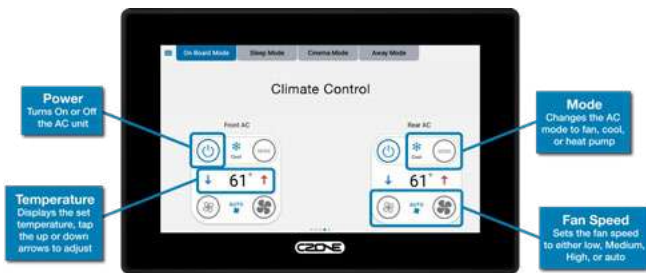 On-Board Mode
Sleep Mode
Cinema Mode
Away Mode
Climate Control
Front AC
Rear AC
Cool
MODE
Cool
MODE
61°
61°
AUTO
AUTO
CZONE
Power
Turns On or Off
the AC unit
Temperature
Displays the set
temperature, tap
the up or down
arrows to adjust
Mode
Changes the AC
mode to fan, cool,
or heat pump
Fan Speed
Sets the fan speed
to either low, Medium,
High, or auto